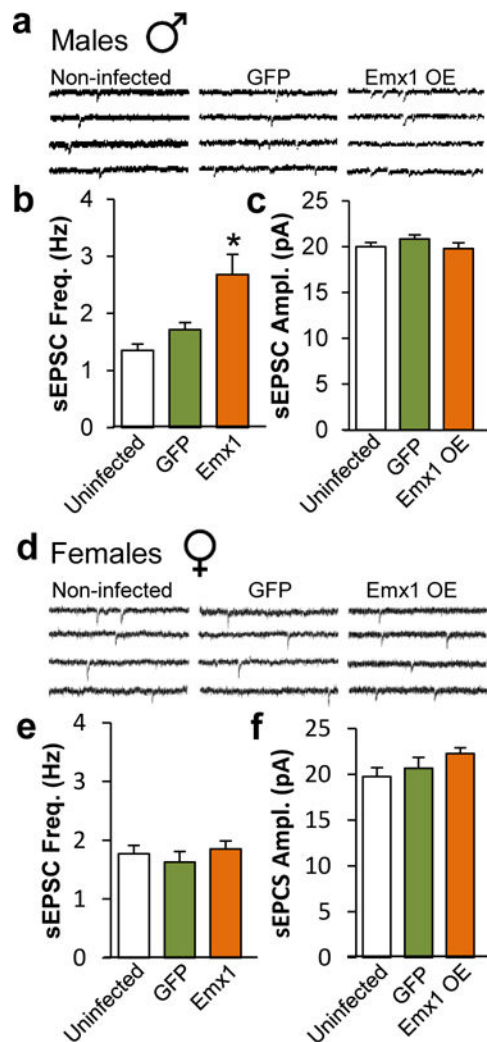 a Males ♂
Non-infected GFP Emx1 OE
b
sEPSC Freq. (Hz)
4
3
2
1
0
*
Uninfected
GFP
Emx1
c
sEPSC Ampl. (pA)
25
20
15
10
5
0
Uninfected
GFP
Emx1 OE
d Females ♀
Non-infected GFP Emx1 OE
e
sEPSC Freq. (Hz)
4
3
2
1
0
Uninfected
GFP
Emx1
f
sEPCS Ampl. (pA)
25
20
15
10
5
0
Uninfected
GFP
Emx1 OE